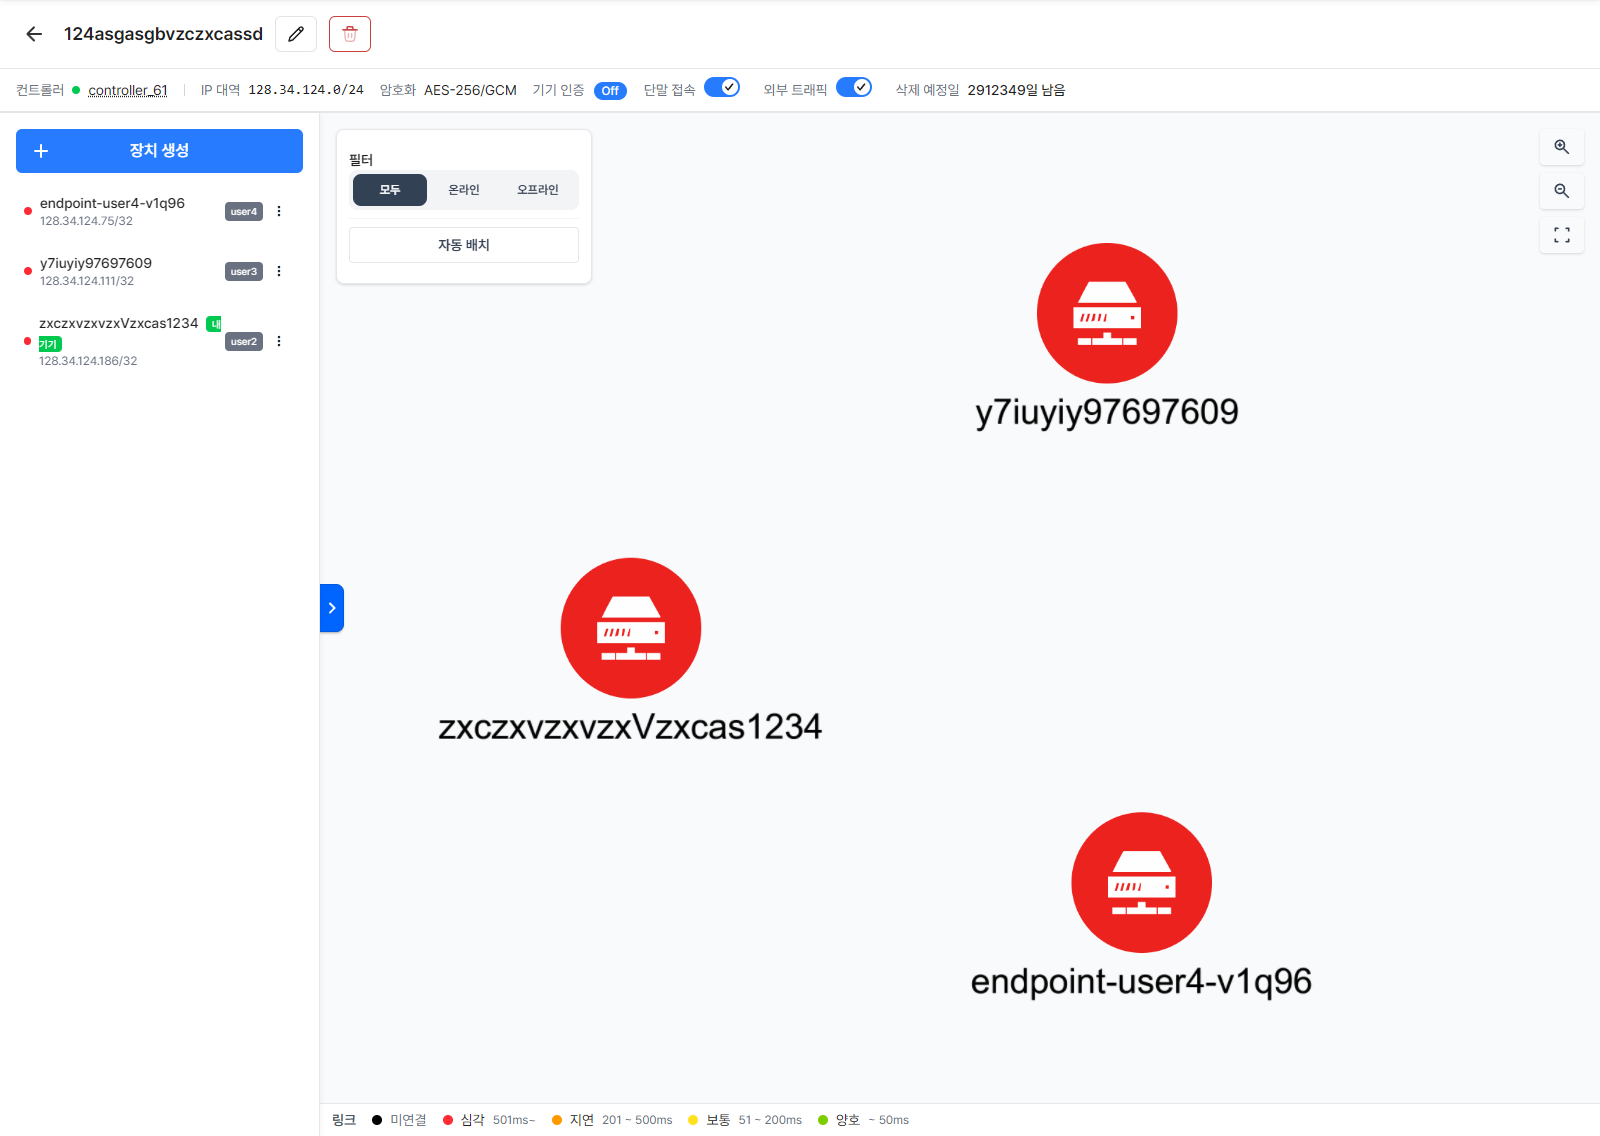 124asgasgbvzczxcassd
컨트롤러 controller_61 IP 대역 128.34.124.0/24 암호화 AES-256/GCM 기기 인증 Off 단말 접속 외부 트래픽 삭제 예정일 2912349일 남음
장치 생성
endpoint-user4-v1q96
128.34.124.75/32
user4
y7iuyiy97697609
128.34.124.111/32
user3
zxczxvzxvzxVzxcas1234 내
기기
128.34.124.186/32
user2
필터
모두 온라인 오프라인
자동 배치
y7iuyiy97697609
zxczxvzxvzxVzxcas1234
endpoint-user4-v1q96
링크 미연결 심각 501ms~ 지연 201 ~ 500ms 보통 51 ~ 200ms 양호 ~ 50ms